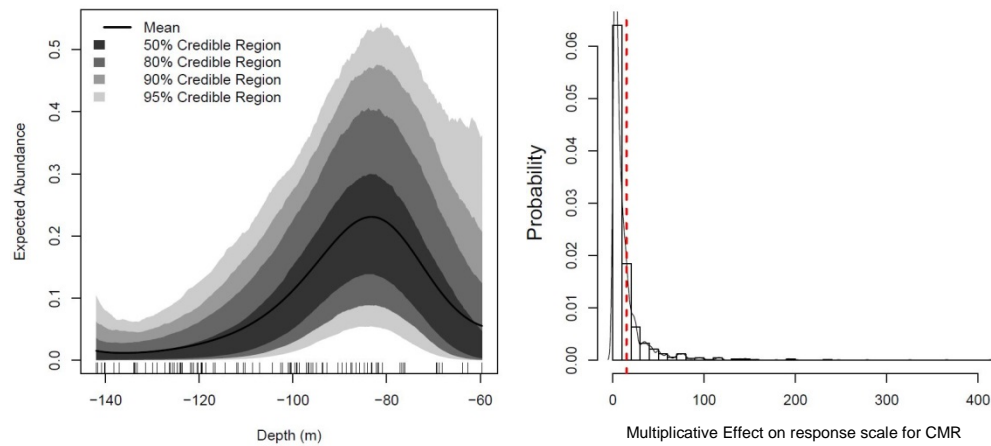 Mean
50% Credible Region
80% Credible Region
90% Credible Region
95% Credible Region
Expected Abundance
0.0
0.1
0.2
0.3
0.4
0.5
−140
−120
−100
−80
−60
Depth (m)
Probability
0.00
0.01
0.02
0.03
0.04
0.05
0.06
0
100
200
300
400
Multiplicative Effect on response scale for CMR